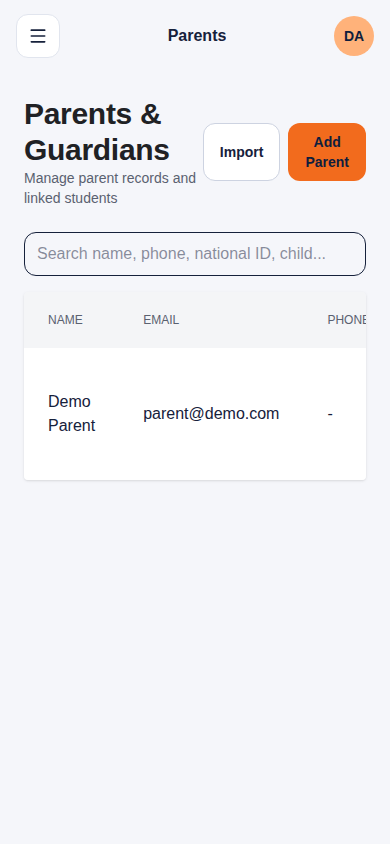 Parents
DA
Parents &
Guardians
Manage parent records and
linked students
Import
Add
Parent
Search name, phone, national ID, child...
NAME EMAIL PHONE
Demo
Parent
parent@demo.com
-